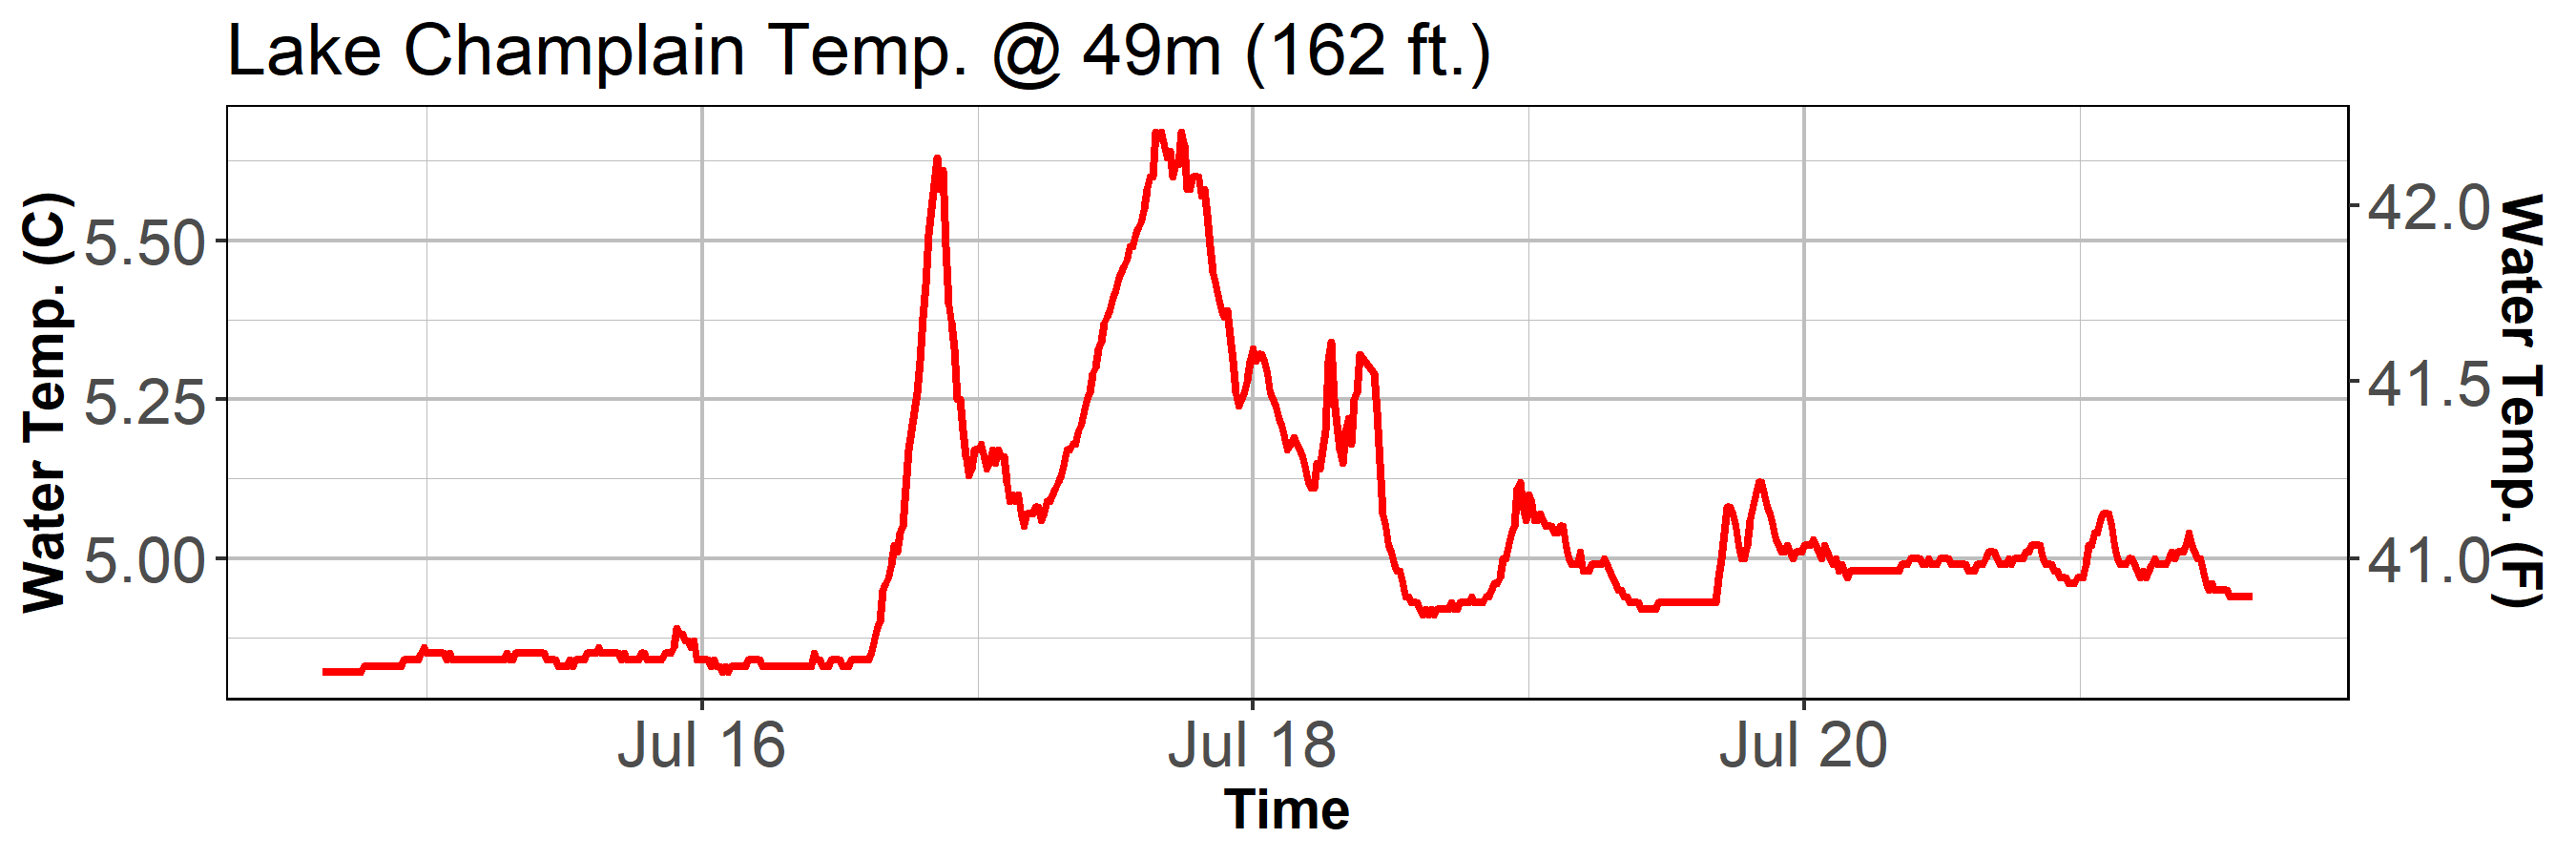 Lake Champlain Temp. @ 49m (162 ft.)
Water Temp. (C)
5.50
5.25
5.00
42.0
41.5
41.0
Water Temp. (F)
Jul 16 Jul 18 Jul 20
Time